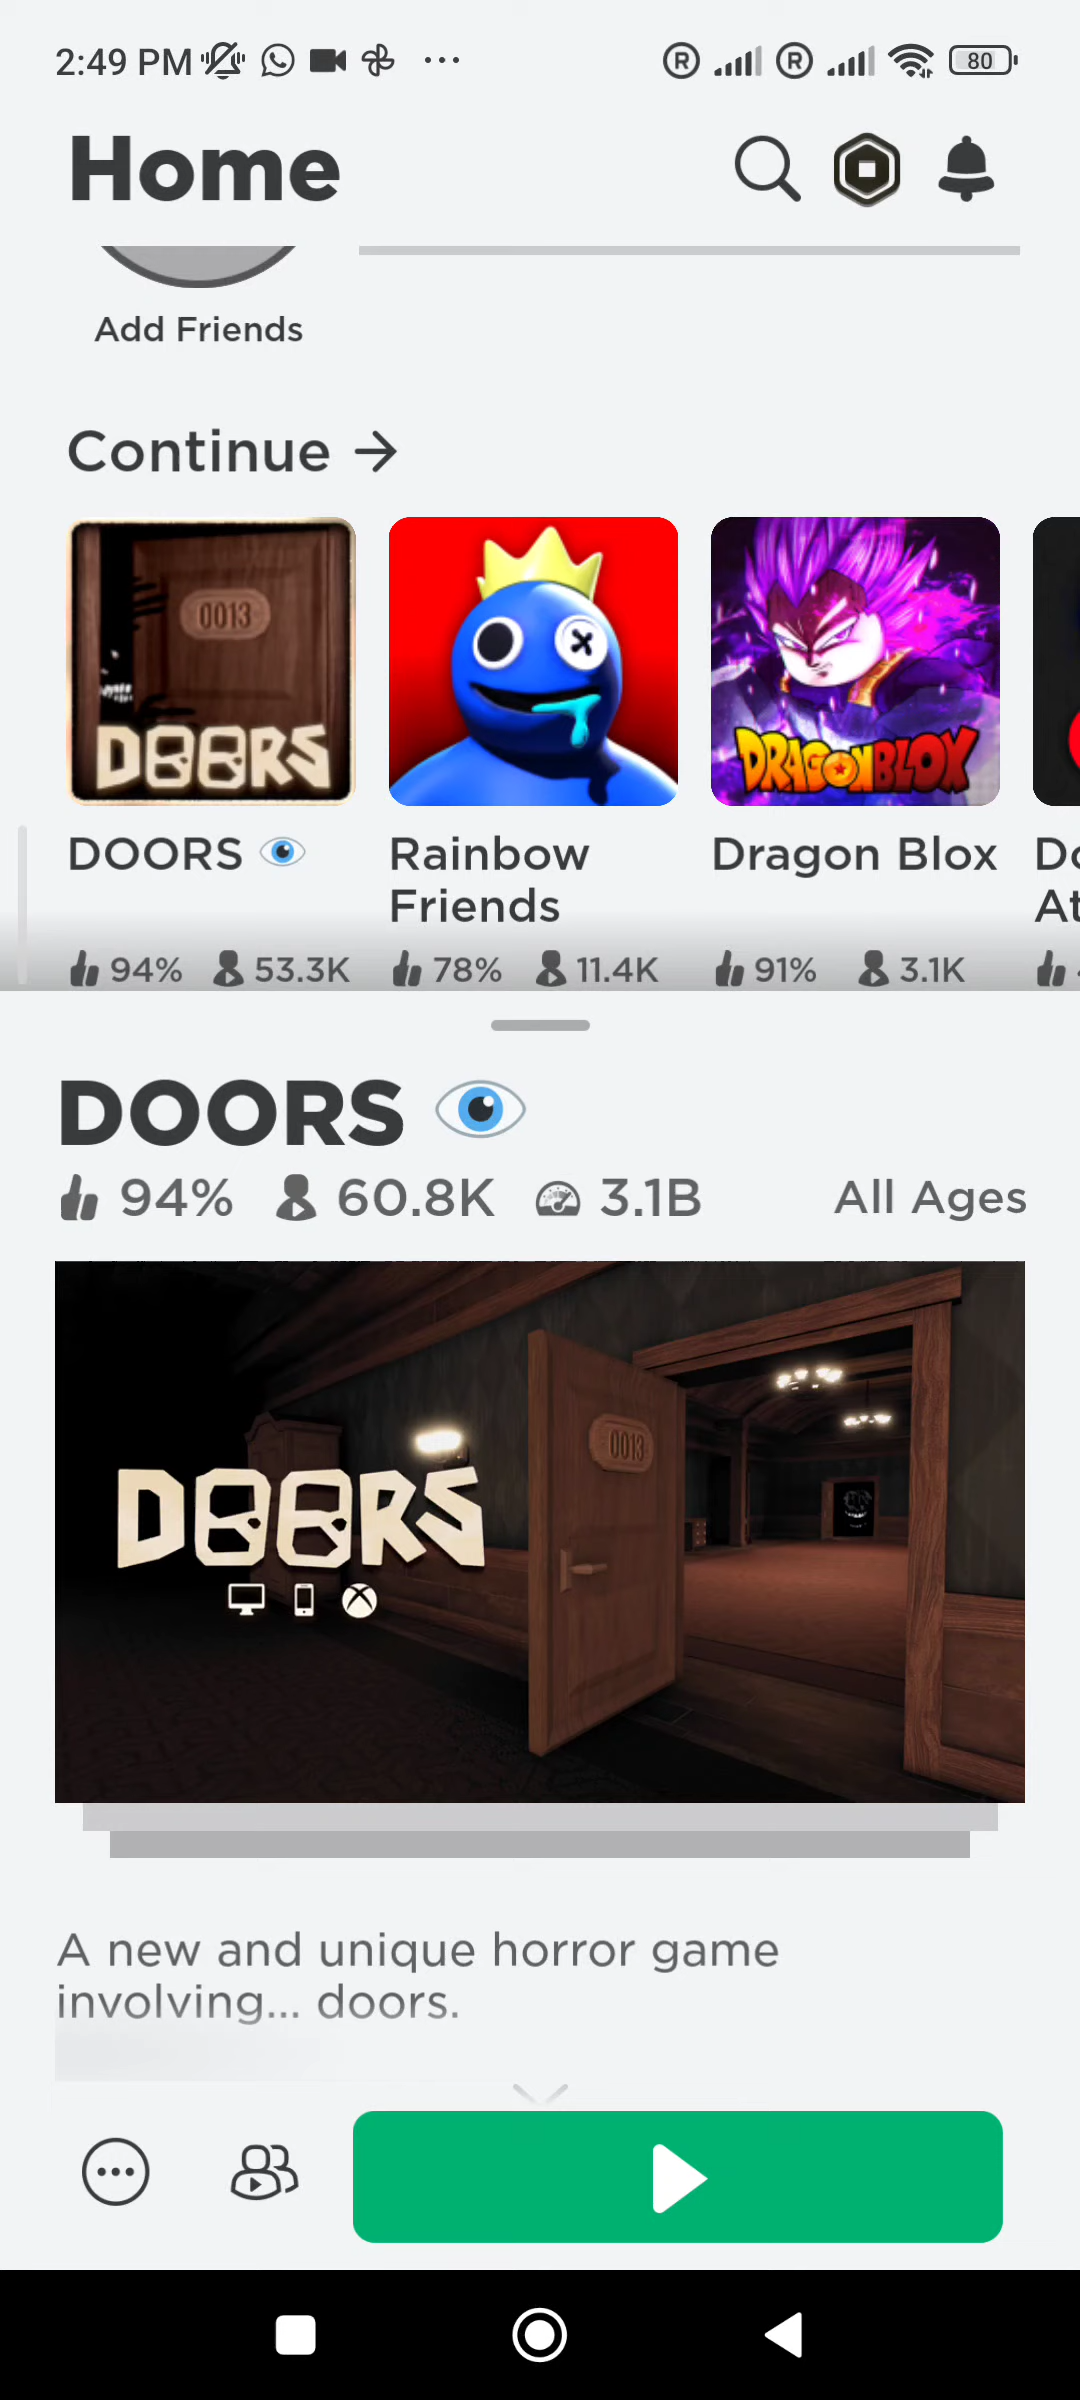 2:49 PM
80
Home
Add Friends
Continue →
0013
DOORS
DRAGON BLOX
DOORS 👁️
Rainbow
Friends
Dragon Blox
94% 53.3K
78% 11.4K
91% 3.1K
DOORS 👁️
94% 60.8K 3.1B All Ages
0013
DOORS
A new and unique horror game
involving... doors.